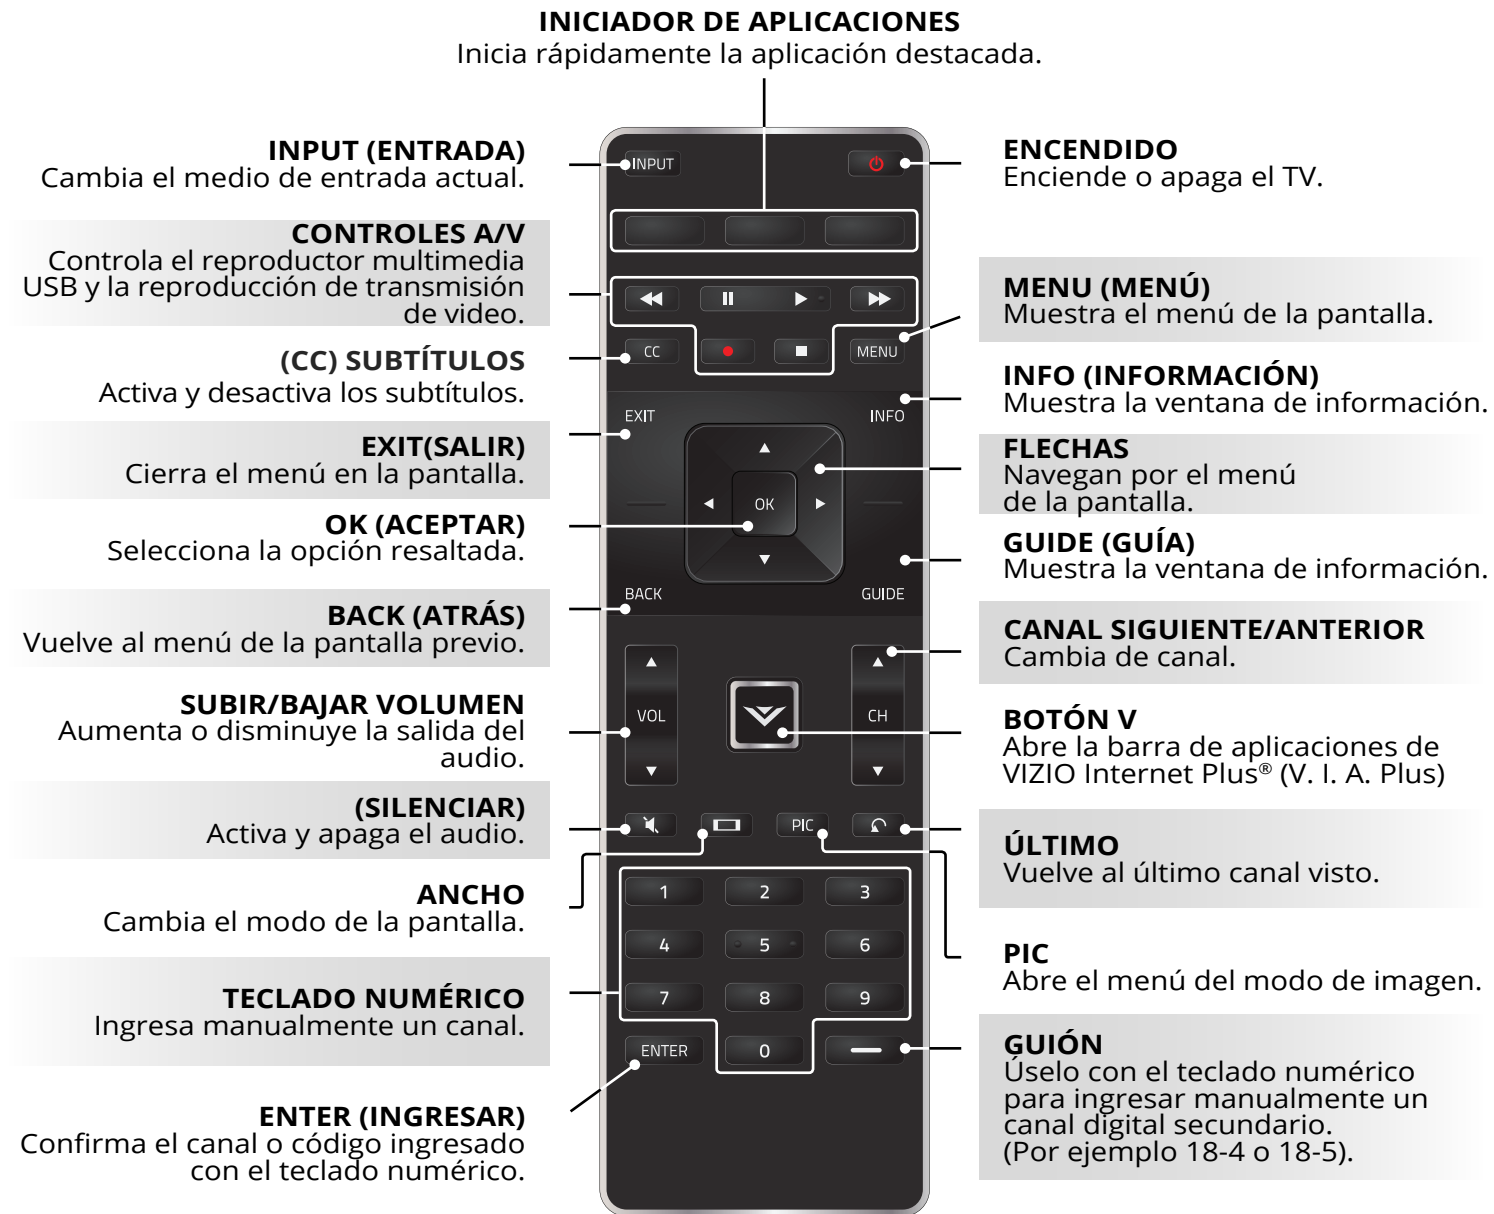 INICIADOR DE APLICACIONES
Inicia rápidamente la aplicación destacada.
INPUT (ENTRADA)
Cambia el medio de entrada actual.
CONTROLES A/V
Controla el reproductor multimedia
USB y la reproducción de transmisión
de video.
(CC) SUBTÍTULOS
Activa y desactiva los subtítulos.
EXIT(SALIR)
Cierra el menú en la pantalla.
OK (ACEPTAR)
Selecciona la opción resaltada.
BACK (ATRÁS)
Vuelve al menú de la pantalla previo.
SUBIR/BAJAR VOLUMEN
Aumenta o disminuye la salida del
audio.
(SILENCIAR)
Activa y apaga el audio.
ANCHO
Cambia el modo de la pantalla.
TECLADO NUMÉRICO
Ingresa manualmente un canal.
ENTER (INGRESAR)
Confirma el canal o código ingresado
con el teclado numérico.
INPUT
CC
MENU
EXIT
INFO
OK
BACK
GUIDE
VOL
CH
PIC
1 2 3
4 5 6
7 8 9
ENTER 0 —
ENCENDIDO
Enciende o apaga el TV.
MENU (MENÚ)
Muestra el menú de la pantalla.
INFO (INFORMACIÓN)
Muestra la ventana de información.
FLECHAS
Navegan por el menú
de la pantalla.
GUIDE (GUÍA)
Muestra la ventana de información.
CANAL SIGUIENTE/ANTERIOR
Cambia de canal.
BOTÓN V
Abre la barra de aplicaciones de
VIZIO Internet Plus® (V. I. A. Plus)
ÚLTIMO
Vuelve al último canal visto.
PIC
Abre el menú del modo de imagen.
GUIÓN
Úselo con el teclado numérico
para ingresar manualmente un
canal digital secundario.
(Por ejemplo 18-4 o 18-5).